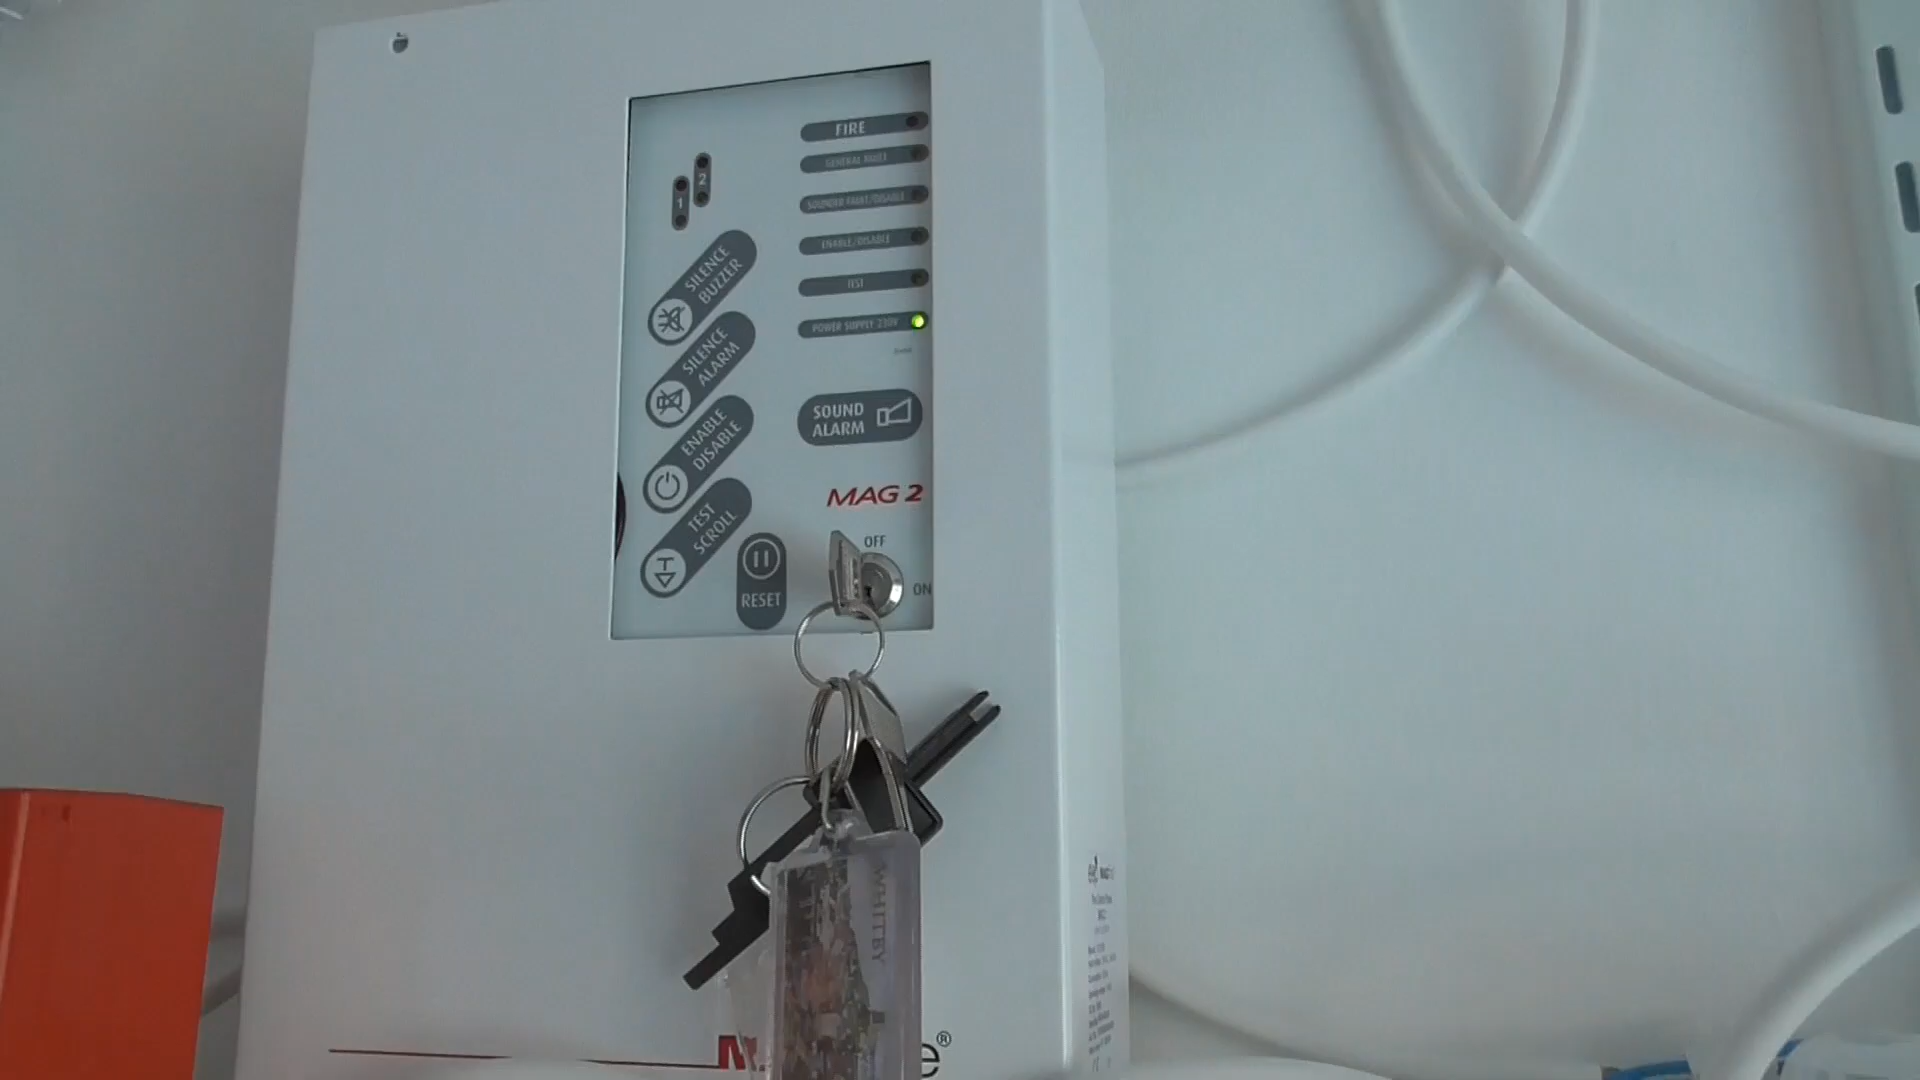 FIRE
GENERAL FAULT
SOUNDER FAULT/DISABLE
ENABLE/DISABLE
TEST
POWER SUPPLY 230V
1
2
SILENCE
BUZZER
SILENCE
ALARM
ENABLE
DISABLE
TEST
SCROLL
RESET
SOUND
ALARM
MAG 2
OFF
ON
WHITBY